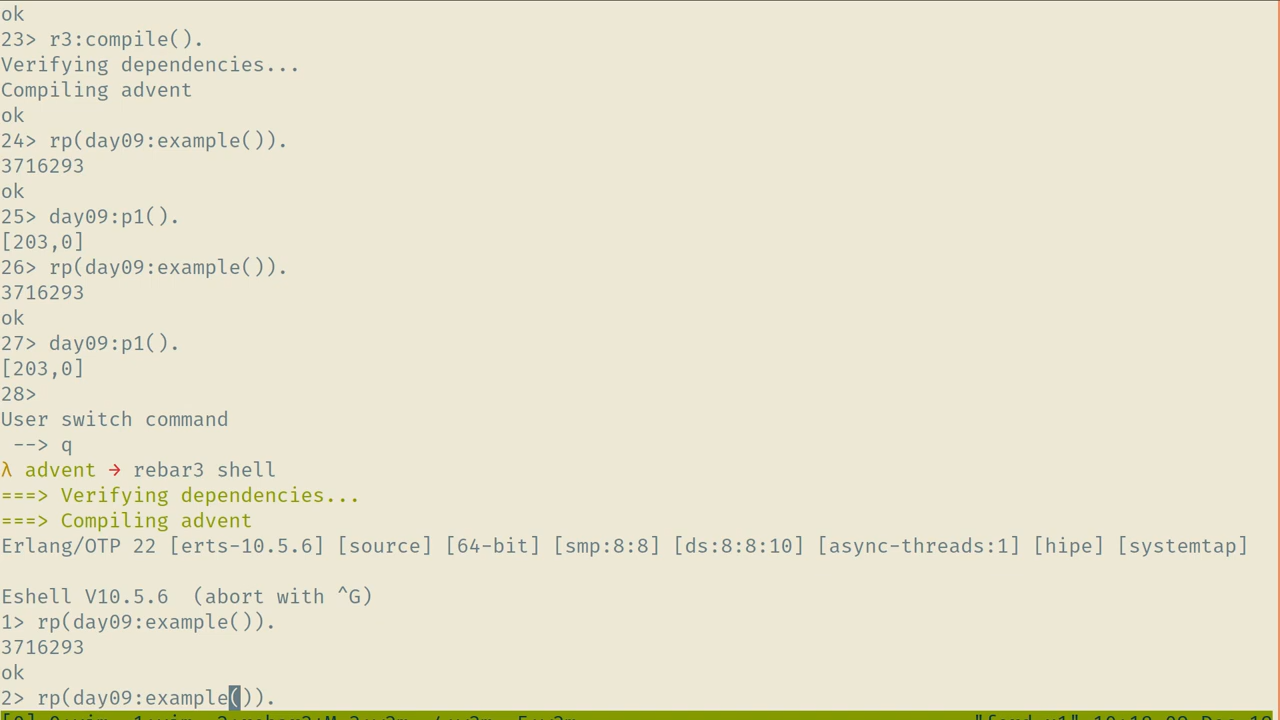 ok
23> r3:compile().
Verifying dependencies...
Compiling advent
ok
24> rp(day09:example()).
3716293
ok
25> day09:p1().
[203,0]
26> rp(day09:example()).
3716293
ok
27> day09:p1().
[203,0]
28>
User switch command
 --> q
λ advent → rebar3 shell
===> Verifying dependencies...
===> Compiling advent
Erlang/OTP 22 [erts-10.5.6] [source] [64-bit] [smp:8:8] [ds:8:8:10] [async-threads:1] [hipe] [systemtap]
Eshell V10.5.6  (abort with ^G)
1> rp(day09:example()).
3716293
ok
2> rp(day09:example()).